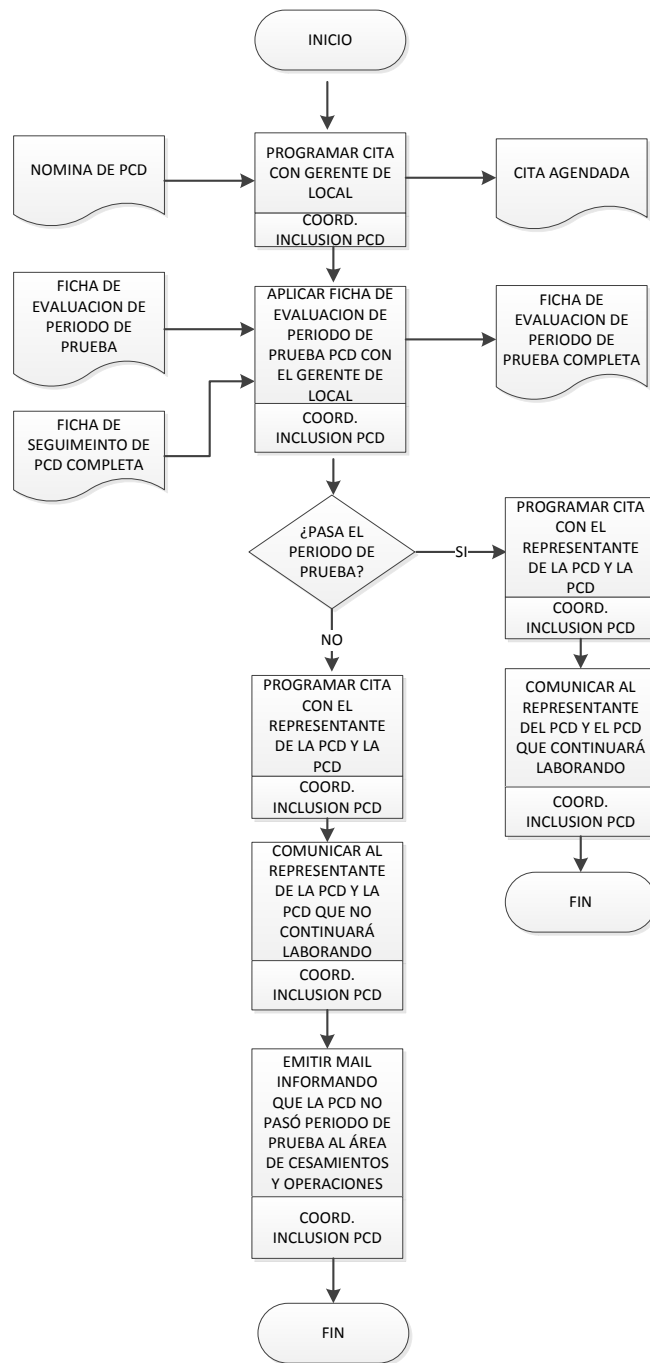 INICIO
NOMINA DE PCD
PROGRAMAR CITA
CON GERENTE DE
LOCAL
COORD.
INCLUSION PCD
CITA AGENDADA
FICHA DE
EVALUACION DE
PERIODO DE
PRUEBA
FICHA DE
SEGUIMEINTO DE
PCD COMPLETA
APLICAR FICHA DE
EVALUACION DE
PERIODO DE
PRUEBA PCD CON
EL GERENTE DE
LOCAL
COORD.
INCLUSION PCD
FICHA DE
EVALUACION DE
PERIODO DE
PRUEBA COMPLETA
¿PASA EL
PERIODO DE
PRUEBA?
SI
PROGRAMAR CITA
CON EL
REPRESENTANTE
DE LA PCD Y LA
PCD
COORD.
INCLUSION PCD
COMUNICAR AL
REPRESENTANTE
DEL PCD Y EL PCD
QUE CONTINUARÁ
LABORANDO
COORD.
INCLUSION PCD
FIN
NO
PROGRAMAR CITA
CON EL
REPRESENTANTE
DE LA PCD Y LA
PCD
COORD.
INCLUSION PCD
COMUNICAR AL
REPRESENTANTE
DE LA PCD Y LA
PCD QUE NO
CONTINUARÁ
LABORANDO
COORD.
INCLUSION PCD
EMITIR MAIL
INFORMANDO
QUE LA PCD NO
PASÓ PERIODO DE
PRUEBA AL ÁREA
DE CESAMIENTOS
Y OPERACIONES
COORD.
INCLUSION PCD
FIN